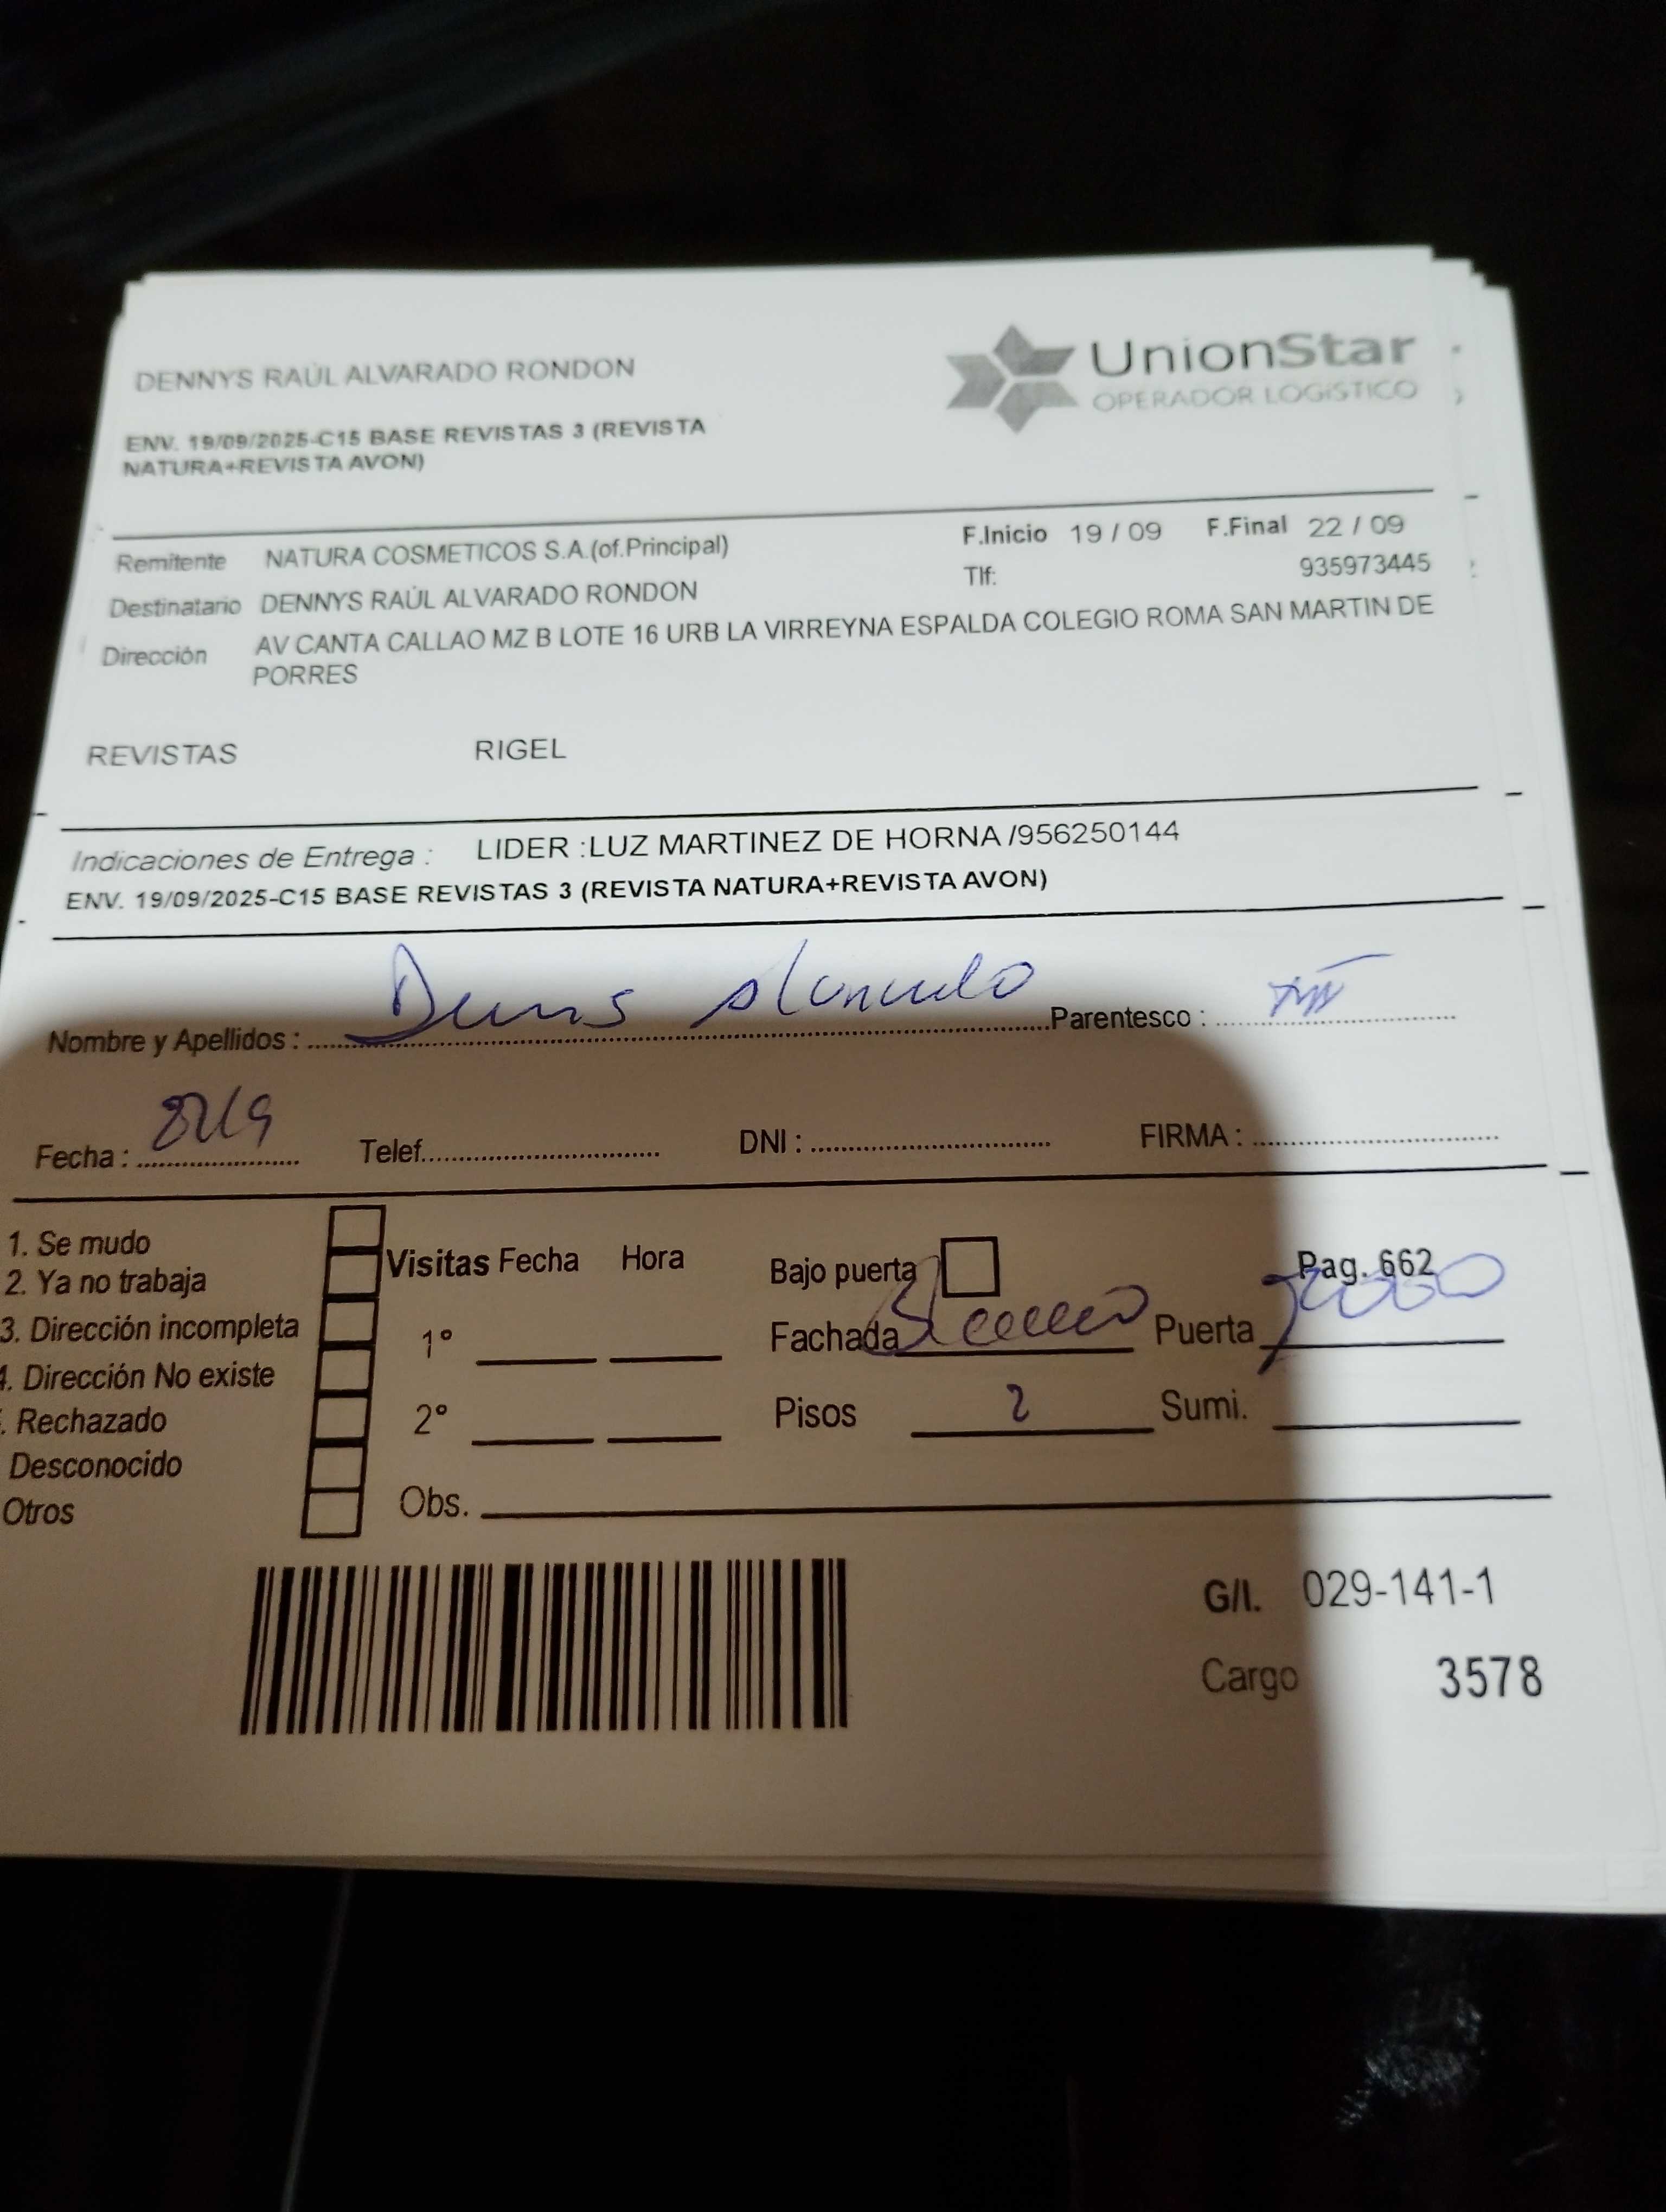 DENNYS RAÚL ALVARADO RONDON
UnionStar
OPERADOR LOGÍSTICO
ENV. 19/09/2025-C15 BASE REVISTAS 3 (REVISTA
NATURA+REVISTA AVON)
Remitente NATURA COSMETICOS S.A.(of.Principal) F.Inicio 19 / 09 F.Final 22 / 09
Tlf: 935973445
Destinatario DENNYS RAÚL ALVARADO RONDON
Dirección AV CANTA CALLAO MZ B LOTE 16 URB LA VIRREYNA ESPALDA COLEGIO ROMA SAN MARTIN DE
PORRES
REVISTAS RIGEL
Indicaciones de Entrega : LIDER :LUZ MARTINEZ DE HORNA /956250144
ENV. 19/09/2025-C15 BASE REVISTAS 3 (REVISTA NATURA+REVISTA AVON)
Nombre y Apellidos : Parentesco :
Fecha : Telef. DNI : FIRMA :
1. Se mudo
2. Ya no trabaja
3. Dirección incompleta
4. Dirección No existe
. Rechazado
Desconocido
Otros
Visitas Fecha Hora
1°
2°
Obs.
Bajo puerta Pag. 662
Fachada Puerta
Pisos 2 Sumi.
G/I. 029-141-1
Cargo 3578